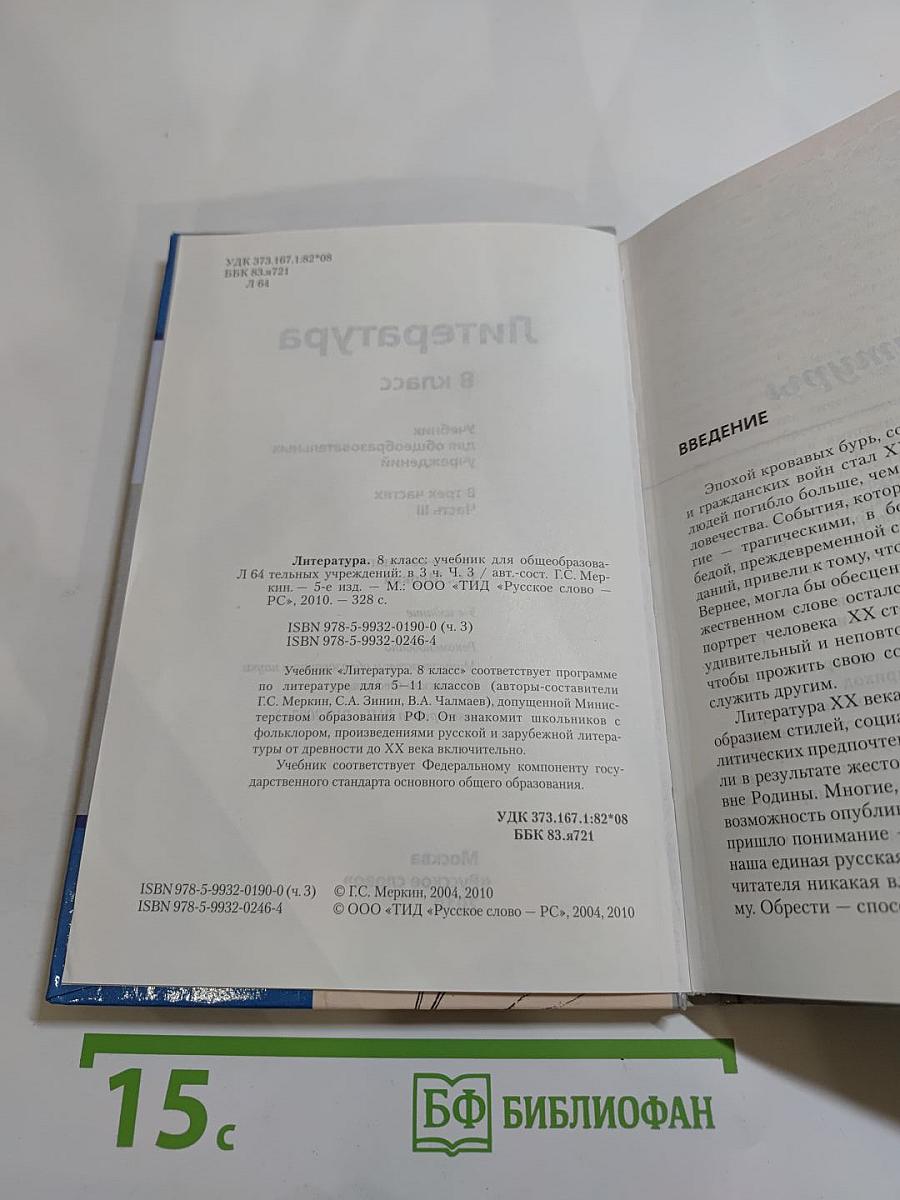 УДК 373.167.1:82*08
ББК 83.я721
Л 64
Литература. 8 класс: учебник для общеобразова-
Л 64 тельных учреждений: в 3 ч. Ч. 3 / авт.-сост. Г.С. Мер-
кин. — 5-е изд. — М.: ООО «ТИД «Русское слово —
РС», 2010. — 328 с.
ISBN 978-5-9932-0190-0 (ч. 3)
ISBN 978-5-9932-0246-4
Учебник «Литература. 8 класс» соответствует программе
по литературе для 5—11 классов (авторы-составители
Г.С. Меркин, С.А. Зинин, В.А. Чалмаев), допущенной Минис-
терством образования РФ. Он знакомит школьников с
фольклором, произведениями русской и зарубежной литера-
туры от древности до XX века включительно.
Учебник соответствует Федеральному компоненту госу-
дарственного стандарта основного общего образования.
УДК 373.167.1:82*08
ББК 83.я721
ISBN 978-5-9932-0190-0 (ч. 3) © Г.С. Меркин, 2004, 2010
ISBN 978-5-9932-0246-4 © ООО «ТИД «Русское слово — РС», 2004, 2010
ВВЕДЕНИЕ
Эпохой кровавых бурь, со
и гражданских войн стал X
людей погибло больше, чем
ловечества. События, котор
гие — трагическими, в бо
бедой, преждевременной с
даний, привели к тому, что
Вернее, могла бы обесцен
жественном слове осталс
портрет человека XX ст
удивительный и неповто
чтобы прожить свою со
служить другим.
Литература XX века
образием стилей, социа
литических предпочте
ли в результате жесто
вне Родины. Многие,
возможность опублик
пришло понимание —
наша единая русская
читателя никакая вл
му. Обрести — спос
15 с
БФ БИБЛИОФАН